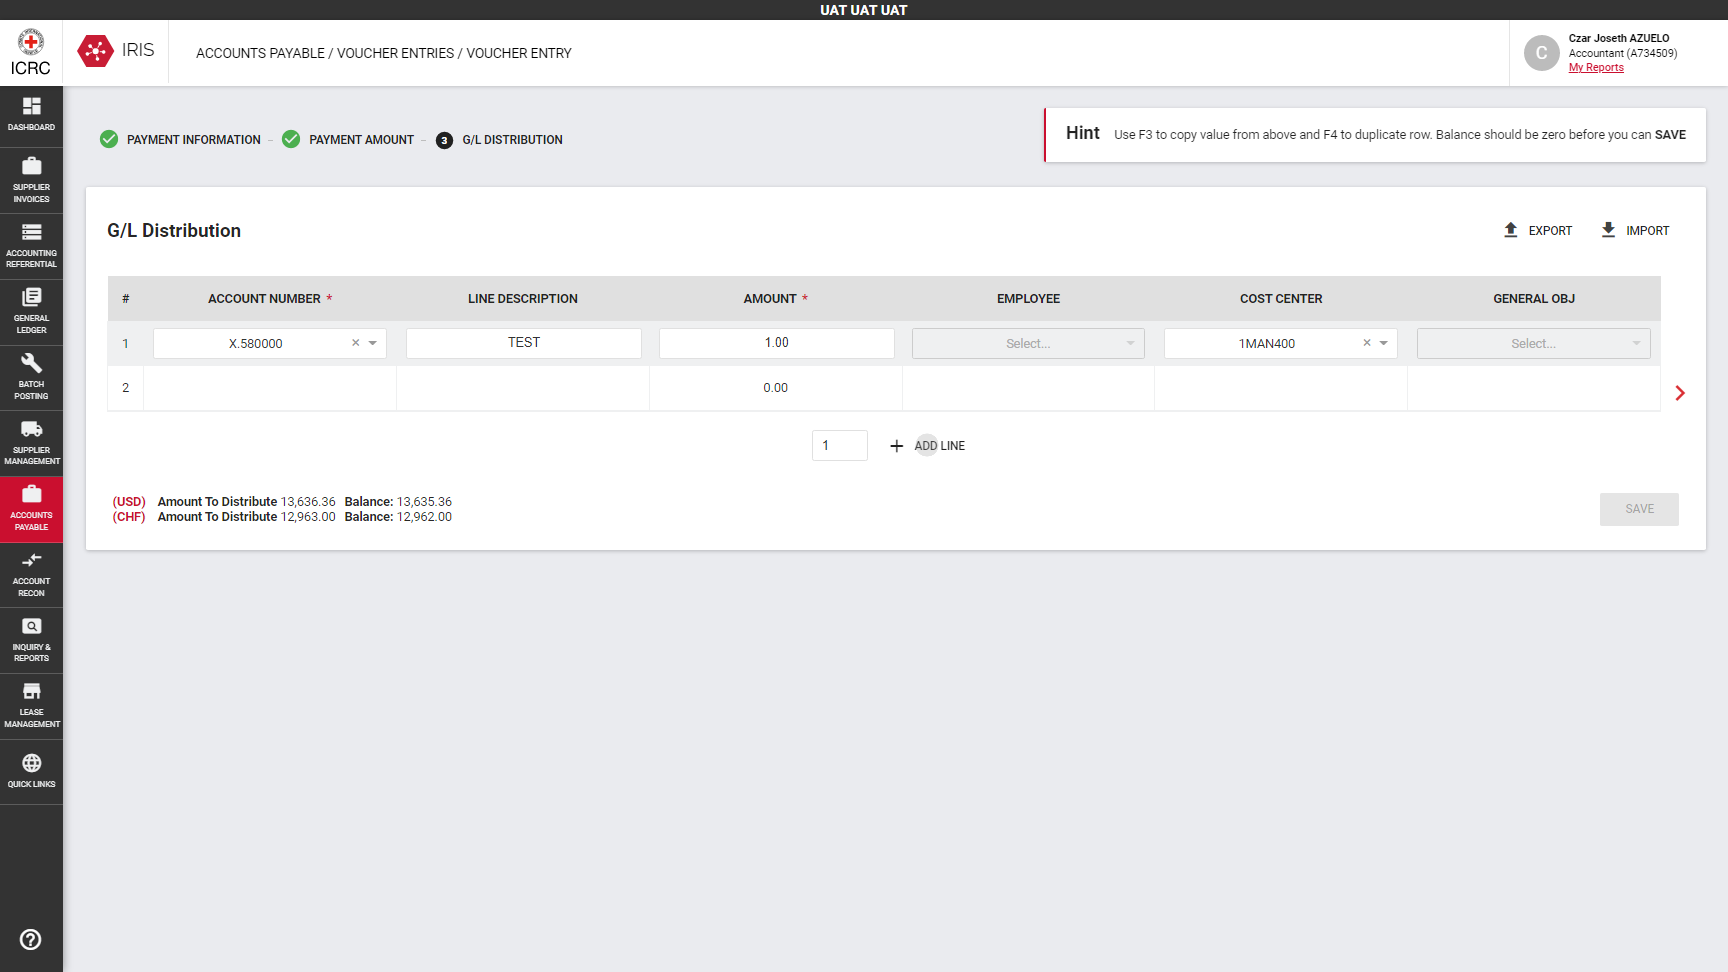 UAT UAT UAT
ICRC
IRIS
ACCOUNTS PAYABLE / VOUCHER ENTRIES / VOUCHER ENTRY
C
Czar Joseth AZUELO
Accountant (A734509)
My Reports
DASHBOARD
SUPPLIER
INVOICES
ACCOUNTING
REFERENTIAL
GENERAL
LEDGER
BATCH
POSTING
SUPPLIER
MANAGEMENT
ACCOUNTS
PAYABLE
ACCOUNT
RECON
INQUIRY &
REPORTS
LEASE
MANAGEMENT
QUICK LINKS
PAYMENT INFORMATION – PAYMENT AMOUNT – 3 G/L DISTRIBUTION
Hint Use F3 to copy value from above and F4 to duplicate row. Balance should be zero before you can SAVE
G/L Distribution
EXPORT IMPORT
# ACCOUNT NUMBER * LINE DESCRIPTION AMOUNT * EMPLOYEE COST CENTER GENERAL OBJ
1 X.580000 × TEST 1.00 Select... 1MAN400 × Select...
2 0.00
1 + ADD LINE
(USD) Amount To Distribute 13,636.36 Balance: 13,635.36
(CHF) Amount To Distribute 12,963.00 Balance: 12,962.00
SAVE